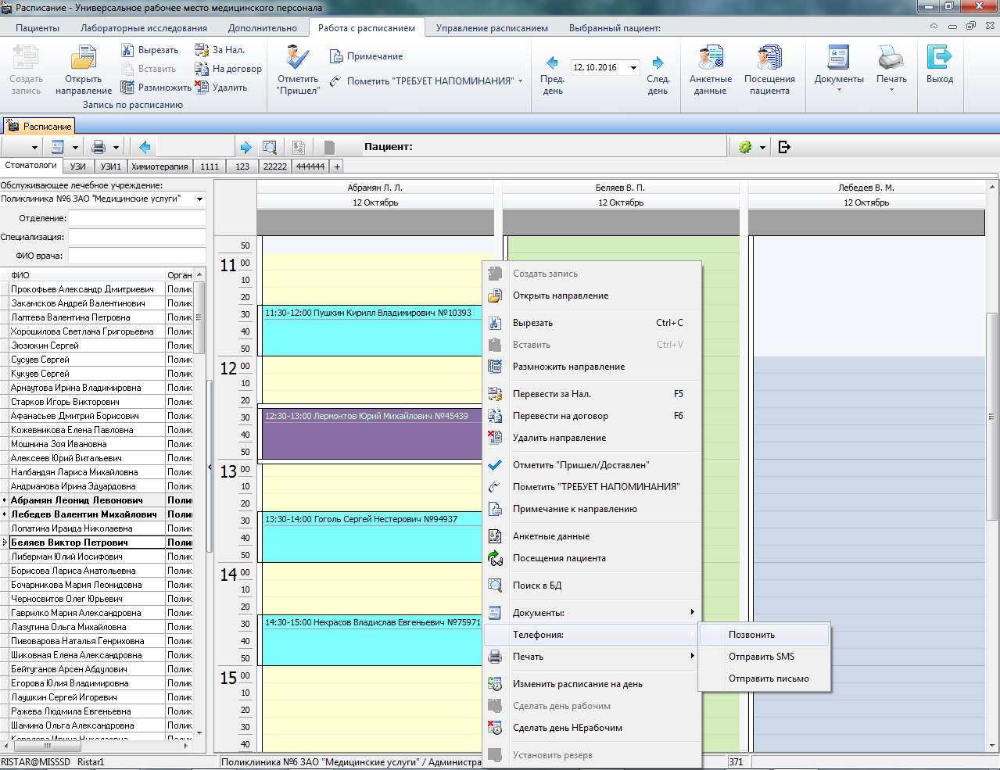 Расписание - Универсальное рабочее место медицинского персонала
Пациенты
Лабораторные исследования
Дополнительно
Работа с расписанием
Управление расписанием
Выбранный пациент:
Создать запись
Открыть направление
Вырезать
Вставить
Размножить
За Нал.
На договор
Удалить
Запись по расписанию
Отметить "Пришел"
Примечание
Пометить "ТРЕБУЕТ НАПОМИНАНИЯ"
Пред. день
12.10.2016
След. день
Анкетные данные
Посещения пациента
Документы
Печать
Выход
Расписание
Пациент:
Стоматологи
УЗИ
УЗИ1
Химиотерапия
1111
123
22222
444444
+
Обслуживающее лечебное учреждение:
Поликлиника №6 ЗАО "Медицинские услуги"
Отделение:
Специализация:
ФИО врача:
ФИО Орган
Прокофьев Александр Дмитриевич Полик
Закамсков Андрей Валентинович Полик
Лаптева Валентина Петровна Полик
Хорошилова Светлана Григорьевна Полик
Зюзюкин Сергей Полик
Сусуев Сергей Полик
Кукуев Сергей Полик
Арнаутова Ирина Владимировна Полик
Старков Игорь Викторович Полик
Афанасьев Дмитрий Борисович Полик
Кожевникова Елена Павловна Полик
Мошнина Зоя Ивановна Полик
Алексеев Юрий Витальевич Полик
Налбандян Лариса Михайловна Полик
Андрианова Ирина Эдуардовна Полик
Абрамян Леонид Левонович Поли
Лебедев Валентин Михайлович Поли
Лопатина Ираида Николаевна Полик
Беляев Виктор Петрович Поли
Либерман Юлий Иосифович Полик
Борисова Лариса Анатольевна Полик
Бочарникова Мария Леонидовна Полик
Черносвитов Олег Юрьевич Полик
Гаврилко Мария Александровна Полик
Лазутина Ольга Михайловна Полик
Пивоварова Наталья Генриховна Полик
Шиковная Елена Александровна Полик
Бейтуганов Арсен Абдулович Полик
Егорова Юлия Владимировна Полик
Лаушкин Сергей Игоревич Полик
Ражева Людмила Евгеньевна Полик
Шамина Ольга Александровна Полик
Абрамян Л. Л.
12 Октябрь
Беляев В. П.
12 Октябрь
Лебедев В. М.
12 Октябрь
50
11 00
10
20
30
40
50
12 00
10
20
30
40
50
13 00
10
20
30
40
50
14 00
10
20
30
40
50
15 00
10
20
30
40
11:30-12:00 Пушкин Кирилл Владимирович №10393
12:30-13:00 Лермонтов Юрий Михайлович №45439
13:30-14:00 Гоголь Сергей Нестерович №94937
14:30-15:00 Некрасов Владислав Евгеньевич №75971
Создать запись
Открыть направление
Вырезать Ctrl+C
Вставить Ctrl+V
Размножить направление
Перевести за Нал. F5
Перевести на договор F6
Удалить направление
Отметить "Пришел/Доставлен"
Пометить "ТРЕБУЕТ НАПОМИНАНИЯ"
Примечание к направлению
Анкетные данные
Посещения пациента
Поиск в БД
Документы:
Телефония:
Печать
Изменить расписание на день
Сделать день рабочим
Сделать день НЕрабочим
Установить резерв
Позвонить
Отправить SMS
Отправить письмо
RISTAR@MISSSD Ristar1
Поликлиника №6 ЗАО "Медицинские услуги" / Администра
371